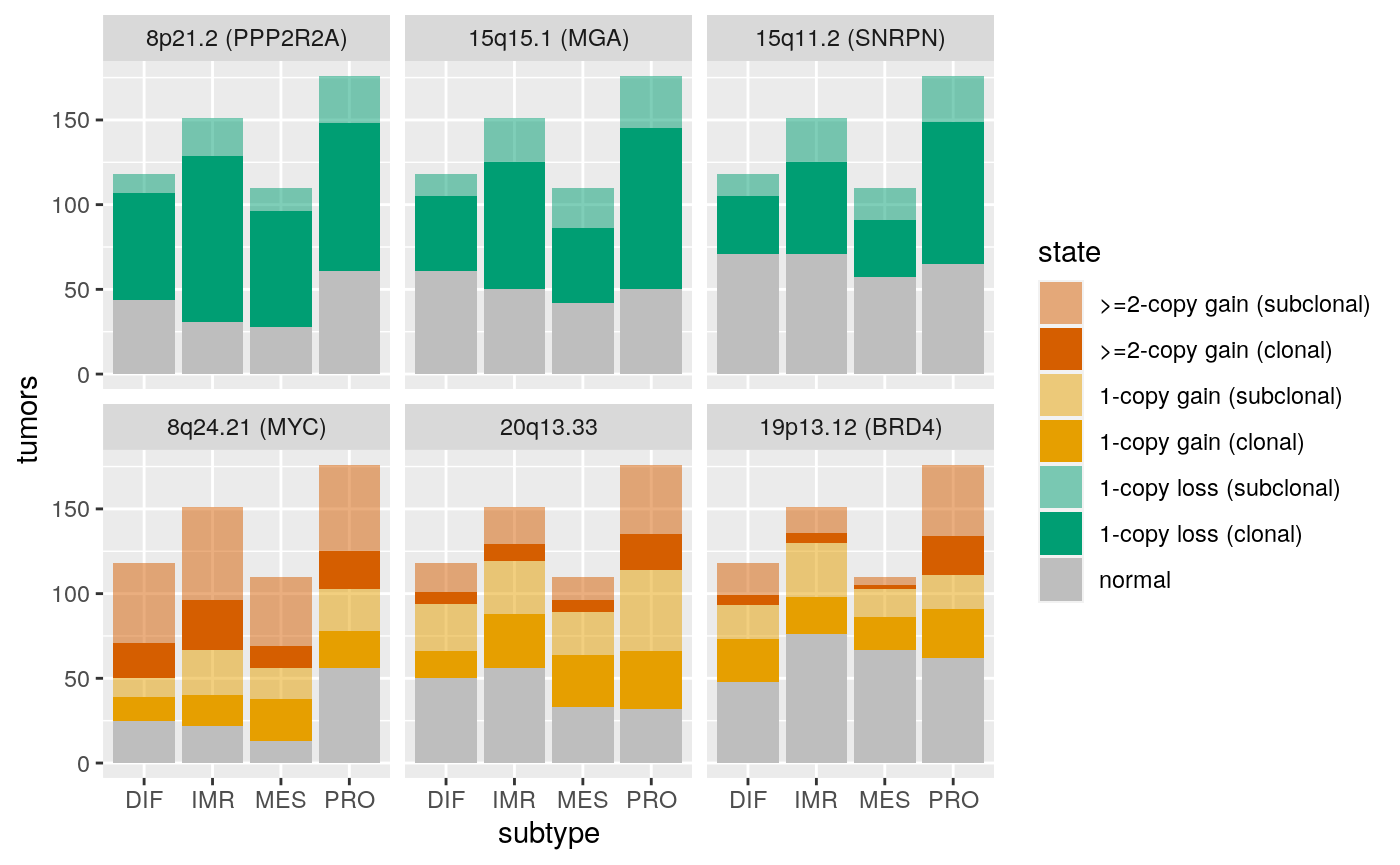 8p21.2 (PPP2R2A)
15q15.1 (MGA)
15q11.2 (SNRPN)
150
100
50
0
8q24.21 (MYC)
20q13.33
19p13.12 (BRD4)
150
100
50
0
DIF IMR MES PRO
DIF IMR MES PRO
DIF IMR MES PRO
subtype
tumors
state
>=2-copy gain (subclonal)
>=2-copy gain (clonal)
1-copy gain (subclonal)
1-copy gain (clonal)
1-copy loss (subclonal)
1-copy loss (clonal)
normal